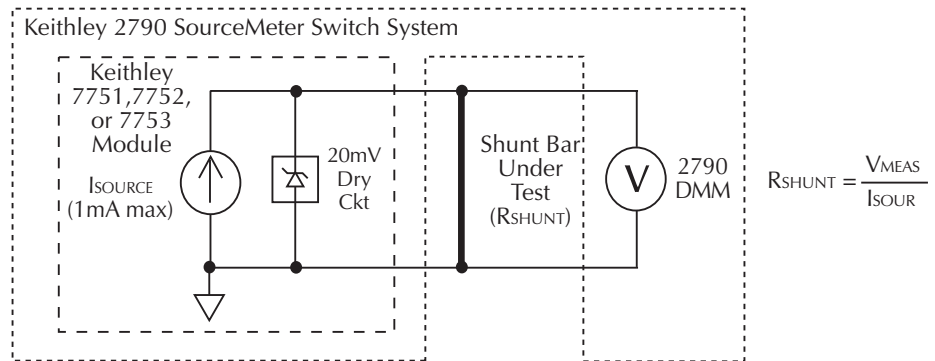 Keithley 2790 SourceMeter Switch System
Keithley
7751,7752,
or 7753
Module
ISOURCE
(1mA max)
20mV
Dry
Ckt
Shunt Bar
Under
Test
(RSHUNT)
V
2790
DMM
RSHUNT = VMEAS
ISOUR